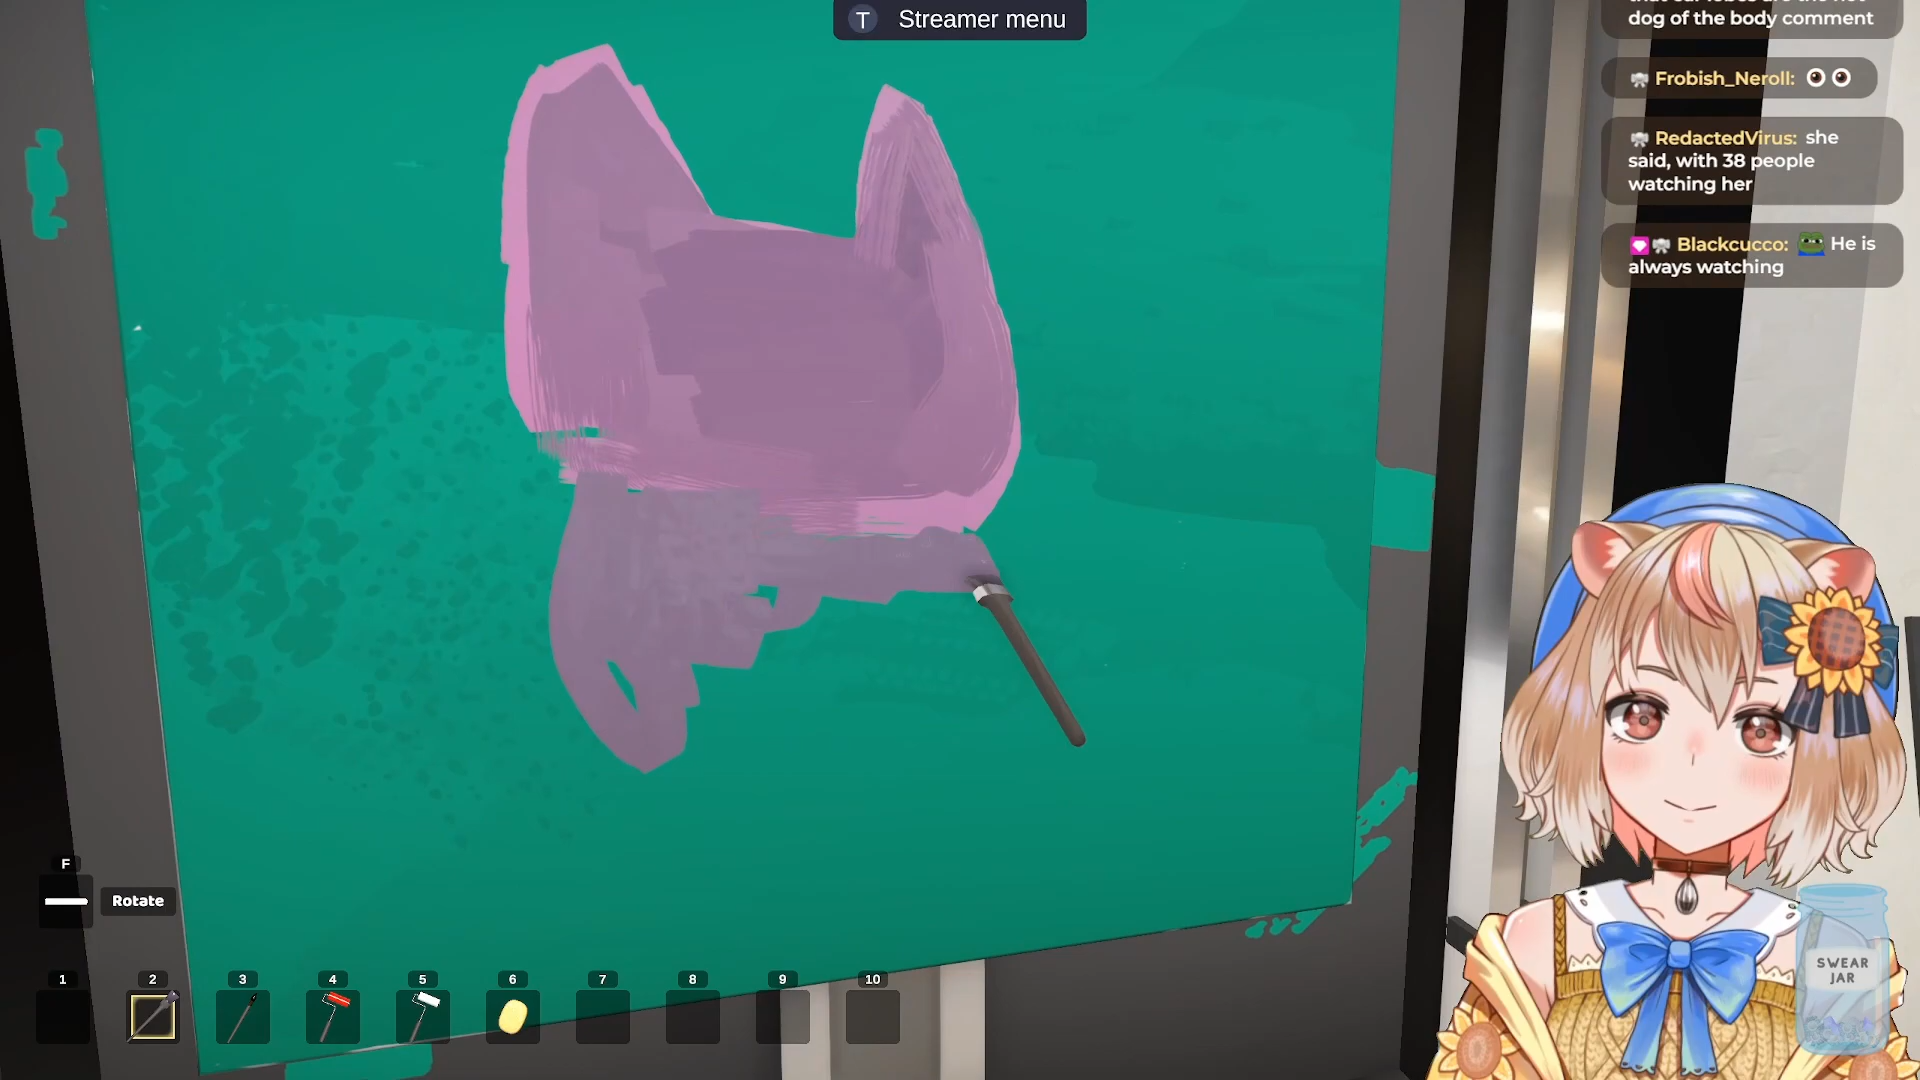 T Streamer menu
dog of the body comment
Frobish_Neroll:
RedactedVirus: she
said, with 38 people
watching her
Blackcucco: He is
always watching
F
Rotate
1 2 3 4 5 6 7 8 9 10
SWEAR
JAR